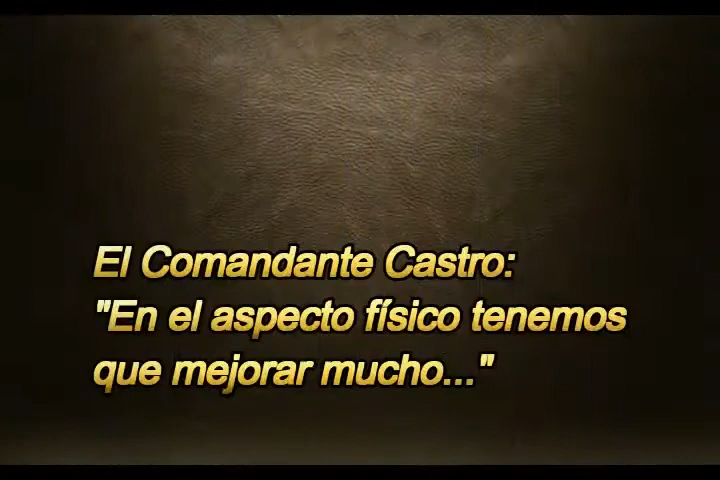 El Comandante Castro:
"En el aspecto físico tenemos
que mejorar mucho..."